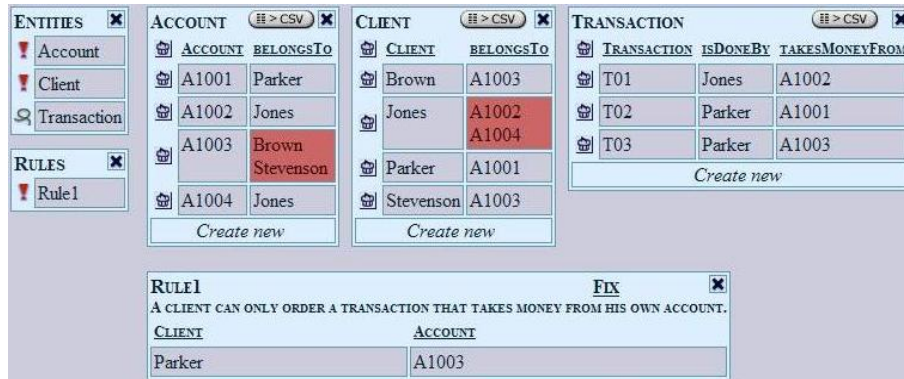 ENTITIES
Account
Client
Transaction
RULES
Rule1
ACCOUNT > CSV
ACCOUNT BELONGSTO
A1001 Parker
A1002 Jones
A1003 Brown
Stevenson
A1004 Jones
Create new
CLIENT > CSV
CLIENT BELONGSTO
Brown A1003
Jones A1002
A1004
Parker A1001
Stevenson A1003
Create new
TRANSACTION > CSV
TRANSACTION ISDONEBY TAKESMONEYFROM
T01 Jones A1002
T02 Parker A1001
T03 Parker A1003
Create new
RULE1 FIX
A CLIENT CAN ONLY ORDER A TRANSACTION THAT TAKES MONEY FROM HIS OWN ACCOUNT.
CLIENT ACCOUNT
Parker A1003